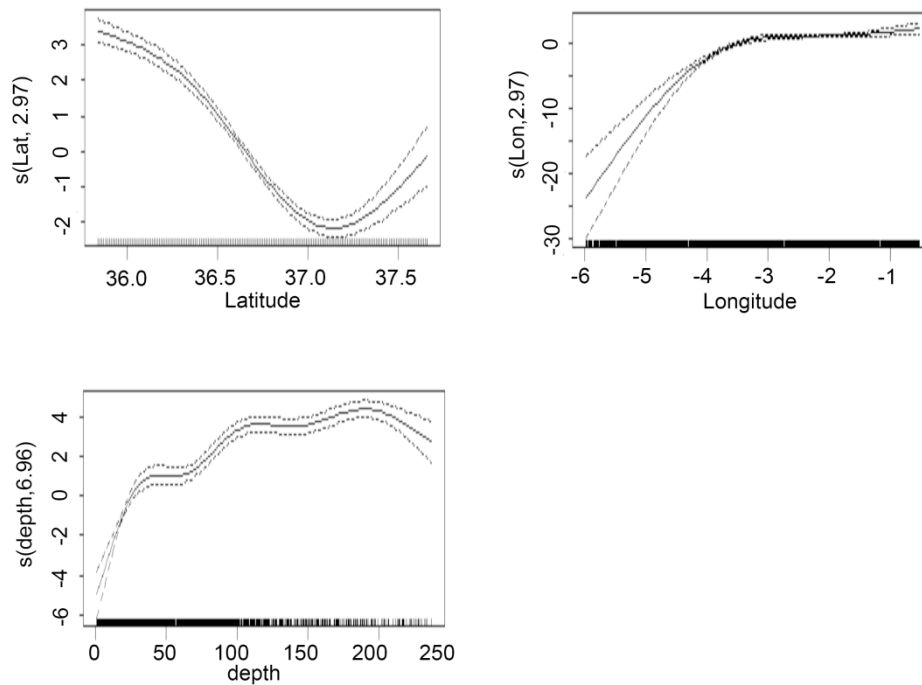 s(Lat, 2.97)
3
2
1
0
-1
-2
36.0 36.5 37.0 37.5
Latitude
s(Lon,2.97)
0
-10
-20
-30
-6 -5 -4 -3 -2 -1
Longitude
s(depth,6.96)
4
2
0
-2
-4
-6
0 50 100 150 200 250
depth